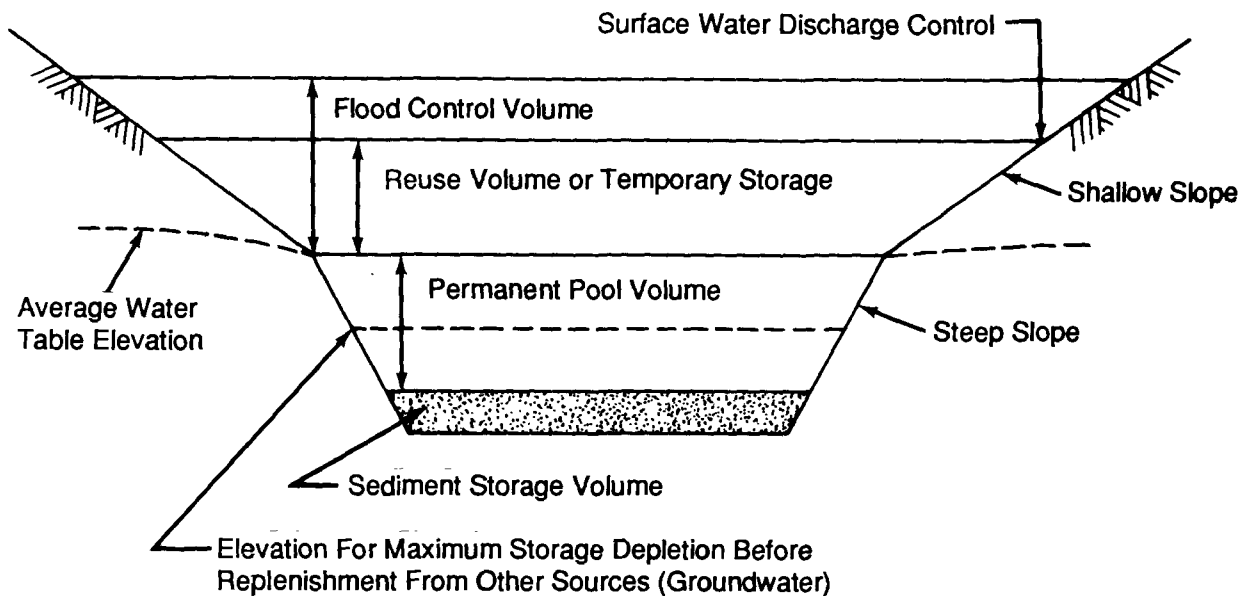 Surface Water Discharge Control
Flood Control Volume
Reuse Volume or Temporary Storage
Shallow Slope
Permanent Pool Volume
Average Water
Table Elevation
Steep Slope
Sediment Storage Volume
Elevation For Maximum Storage Depletion Before
Replenishment From Other Sources (Groundwater)